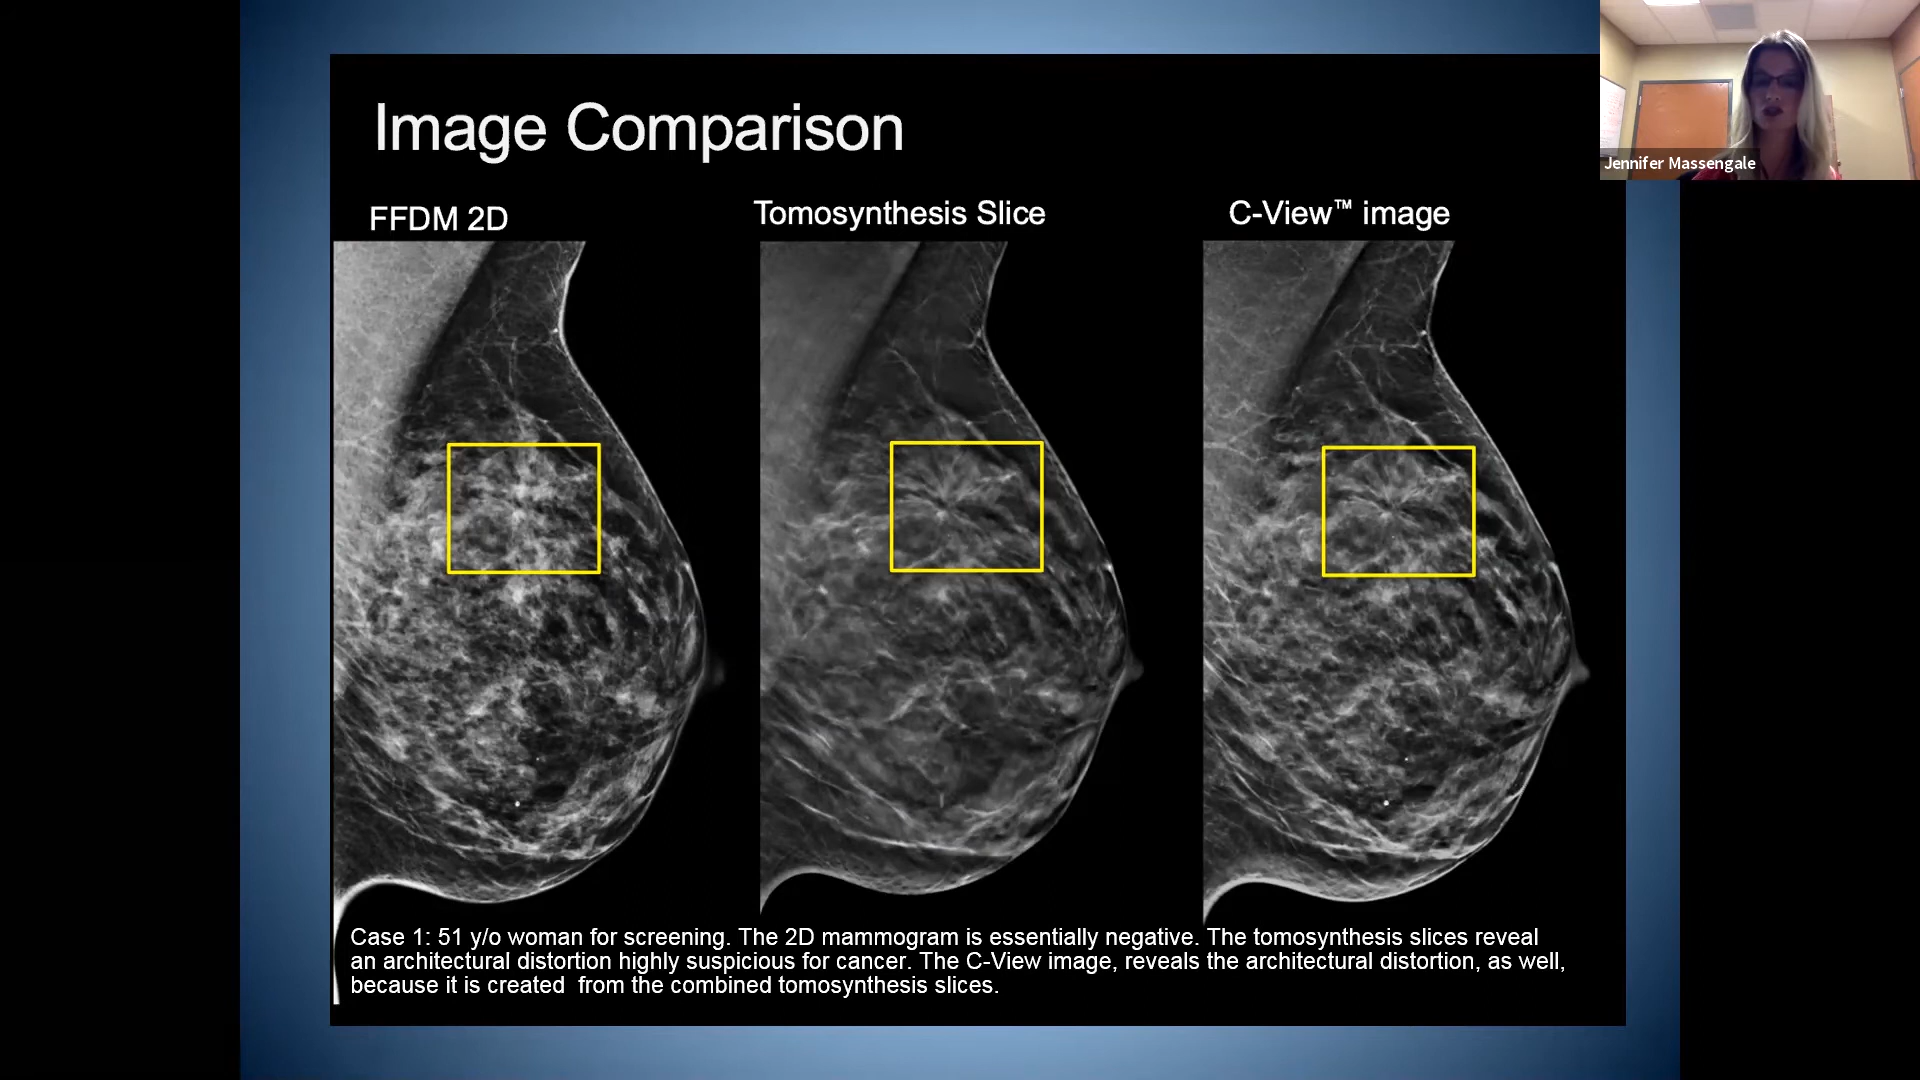 Image Comparison
FFDM 2D
Tomosynthesis Slice
C-View™ image
Case 1: 51 y/o woman for screening. The 2D mammogram is essentially negative. The tomosynthesis slices reveal
an architectural distortion highly suspicious for cancer. The C-View image, reveals the architectural distortion, as well,
because it is created from the combined tomosynthesis slices.
Jennifer Massengale